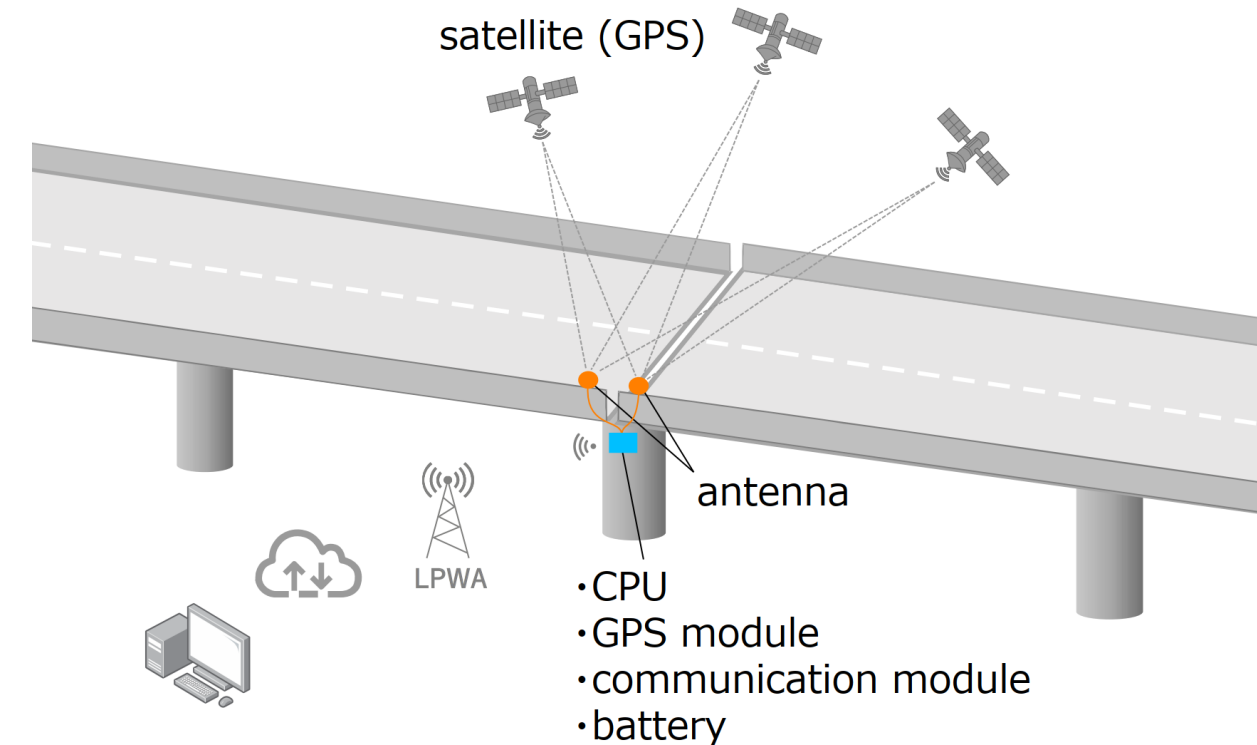 satellite (GPS)
antenna
LPWA
・CPU
・GPS module
・communication module
・battery